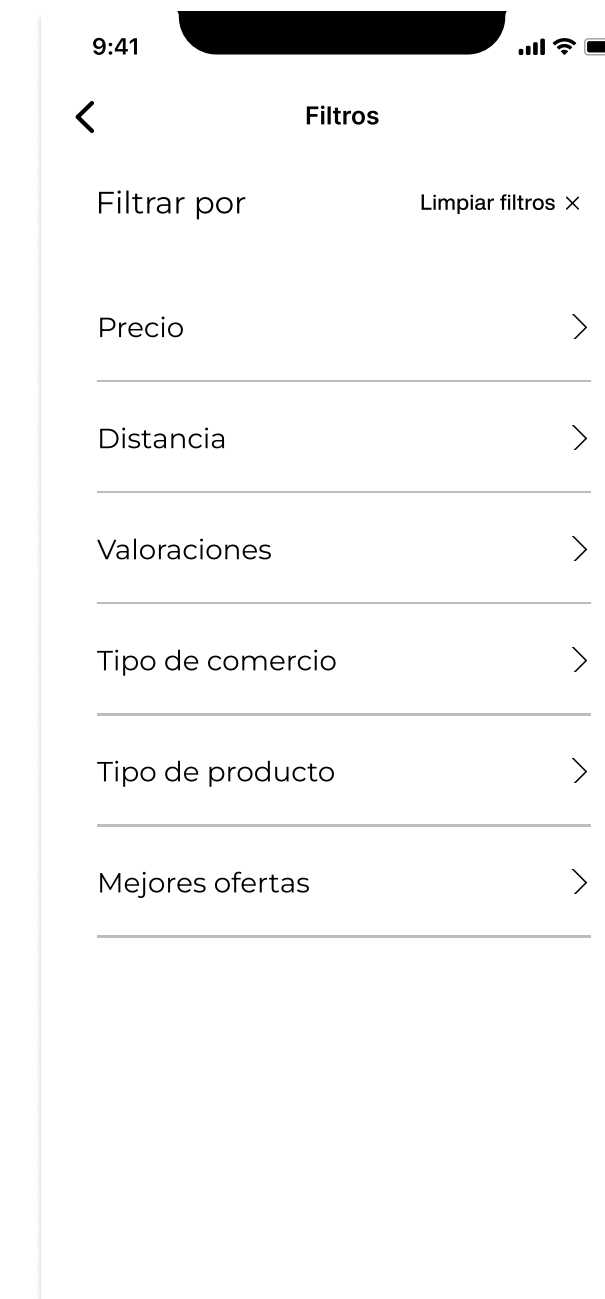 9:41
Filtros
Filtrar por
Limpiar filtros ×
Precio
Distancia
Valoraciones
Tipo de comercio
Tipo de producto
Mejores ofertas